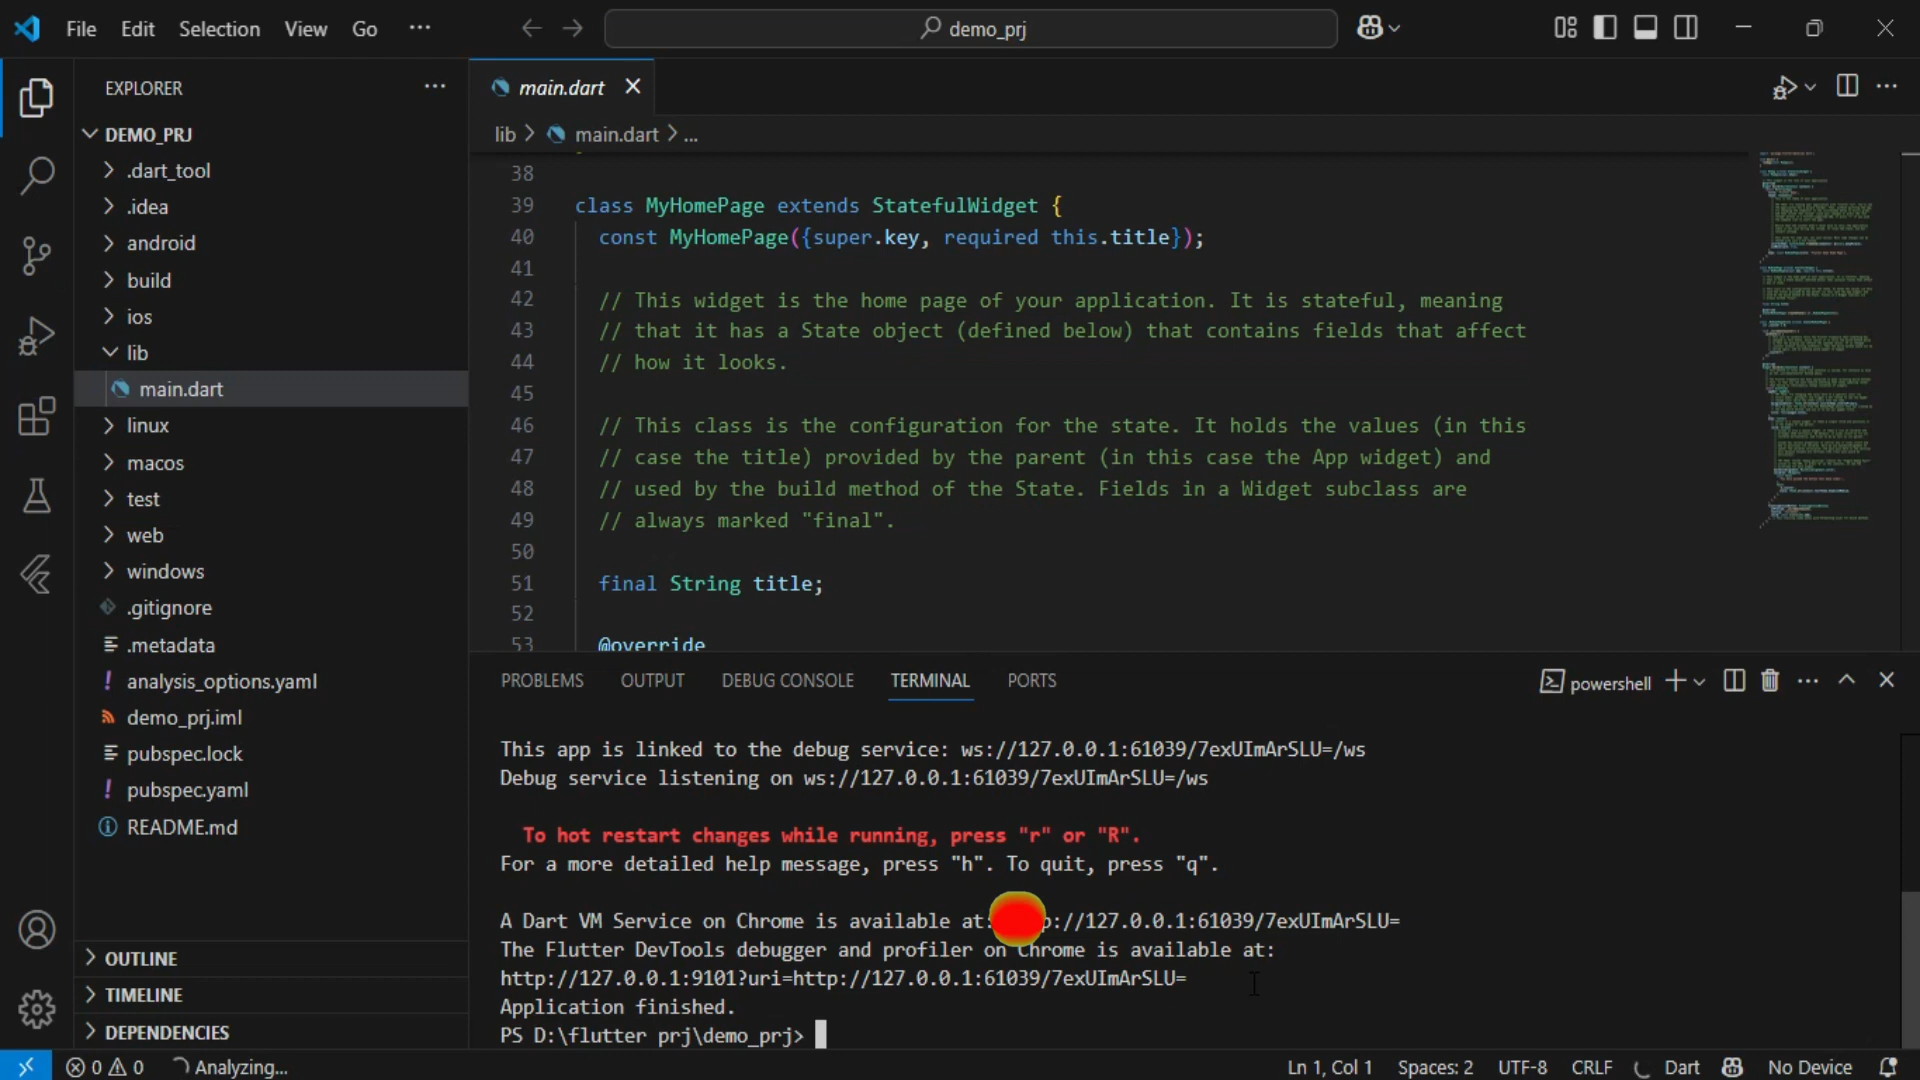 File Edit Selection View Go ...
demo_prj
EXPLORER
DEMO_PRJ
.dart_tool
.idea
android
build
ios
lib
main.dart
linux
macos
test
web
windows
.gitignore
.metadata
analysis_options.yaml
demo_prj.iml
pubspec.lock
pubspec.yaml
README.md
OUTLINE
TIMELINE
DEPENDENCIES
main.dart
lib > main.dart > ...
38
39 class MyHomePage extends StatefulWidget {
40 const MyHomePage({super.key, required this.title});
41
42 // This widget is the home page of your application. It is stateful, meaning
43 // that it has a State object (defined below) that contains fields that affect
44 // how it looks.
45
46 // This class is the configuration for the state. It holds the values (in this
47 // case the title) provided by the parent (in this case the App widget) and
48 // used by the build method of the State. Fields in a Widget subclass are
49 // always marked "final".
50
51 final String title;
52
53 @override
PROBLEMS OUTPUT DEBUG CONSOLE TERMINAL PORTS
powershell
This app is linked to the debug service: ws://127.0.0.1:61039/7exUImArSLU=/ws
Debug service listening on ws://127.0.0.1:61039/7exUImArSLU=/ws
To hot restart changes while running, press "r" or "R".
For a more detailed help message, press "h". To quit, press "q".
A Dart VM Service on Chrome is available at: p://127.0.0.1:61039/7exUImArSLU=
The Flutter DevTools debugger and profiler on Chrome is available at:
http://127.0.0.1:9101?uri=http://127.0.0.1:61039/7exUImArSLU=
Application finished.
PS D:\flutter prj\demo_prj>
0 0 Analyzing... Ln 1, Col 1 Spaces: 2 UTF-8 CRLF Dart No Device